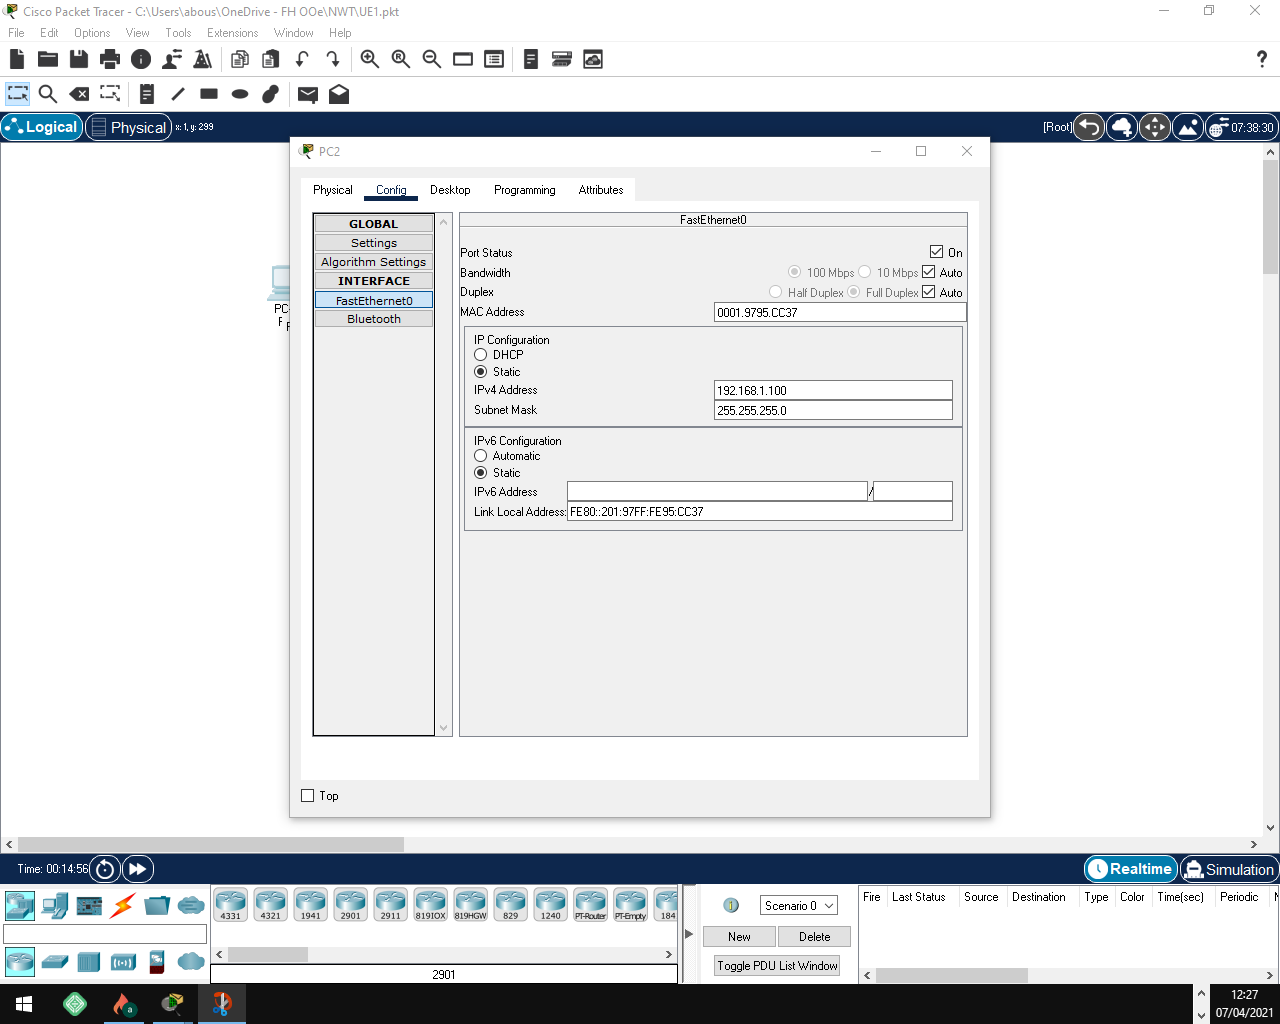 Cisco Packet Tracer - C:\Users\abous\OneDrive - FH OOe\NWT\UE1.pkt
File Edit Options View Tools Extensions Window Help
Logical Physical x: 1, y: 299 [Root] 07:38:30
PC2
Physical Config Desktop Programming Attributes
GLOBAL
Settings
Algorithm Settings
INTERFACE
FastEthernet0
Bluetooth
FastEthernet0
Port Status On
Bandwidth 100 Mbps 10 Mbps Auto
Duplex Half Duplex Full Duplex Auto
MAC Address 0001.9795.CC37
IP Configuration
DHCP
Static
IPv4 Address 192.168.1.100
Subnet Mask 255.255.255.0
IPv6 Configuration
Automatic
Static
IPv6 Address /
Link Local Address: FE80::201:97FF:FE95:CC37
PC
Top
Time: 00:14:56 Realtime Simulation
4331 4321 1941 2901 2911 819IOX 819HGW 829 1240 PT-Router PT-Empty 184
2901
Scenario 0
New Delete
Toggle PDU List Window
Fire Last Status Source Destination Type Color Time(sec) Periodic
12:27
07/04/2021